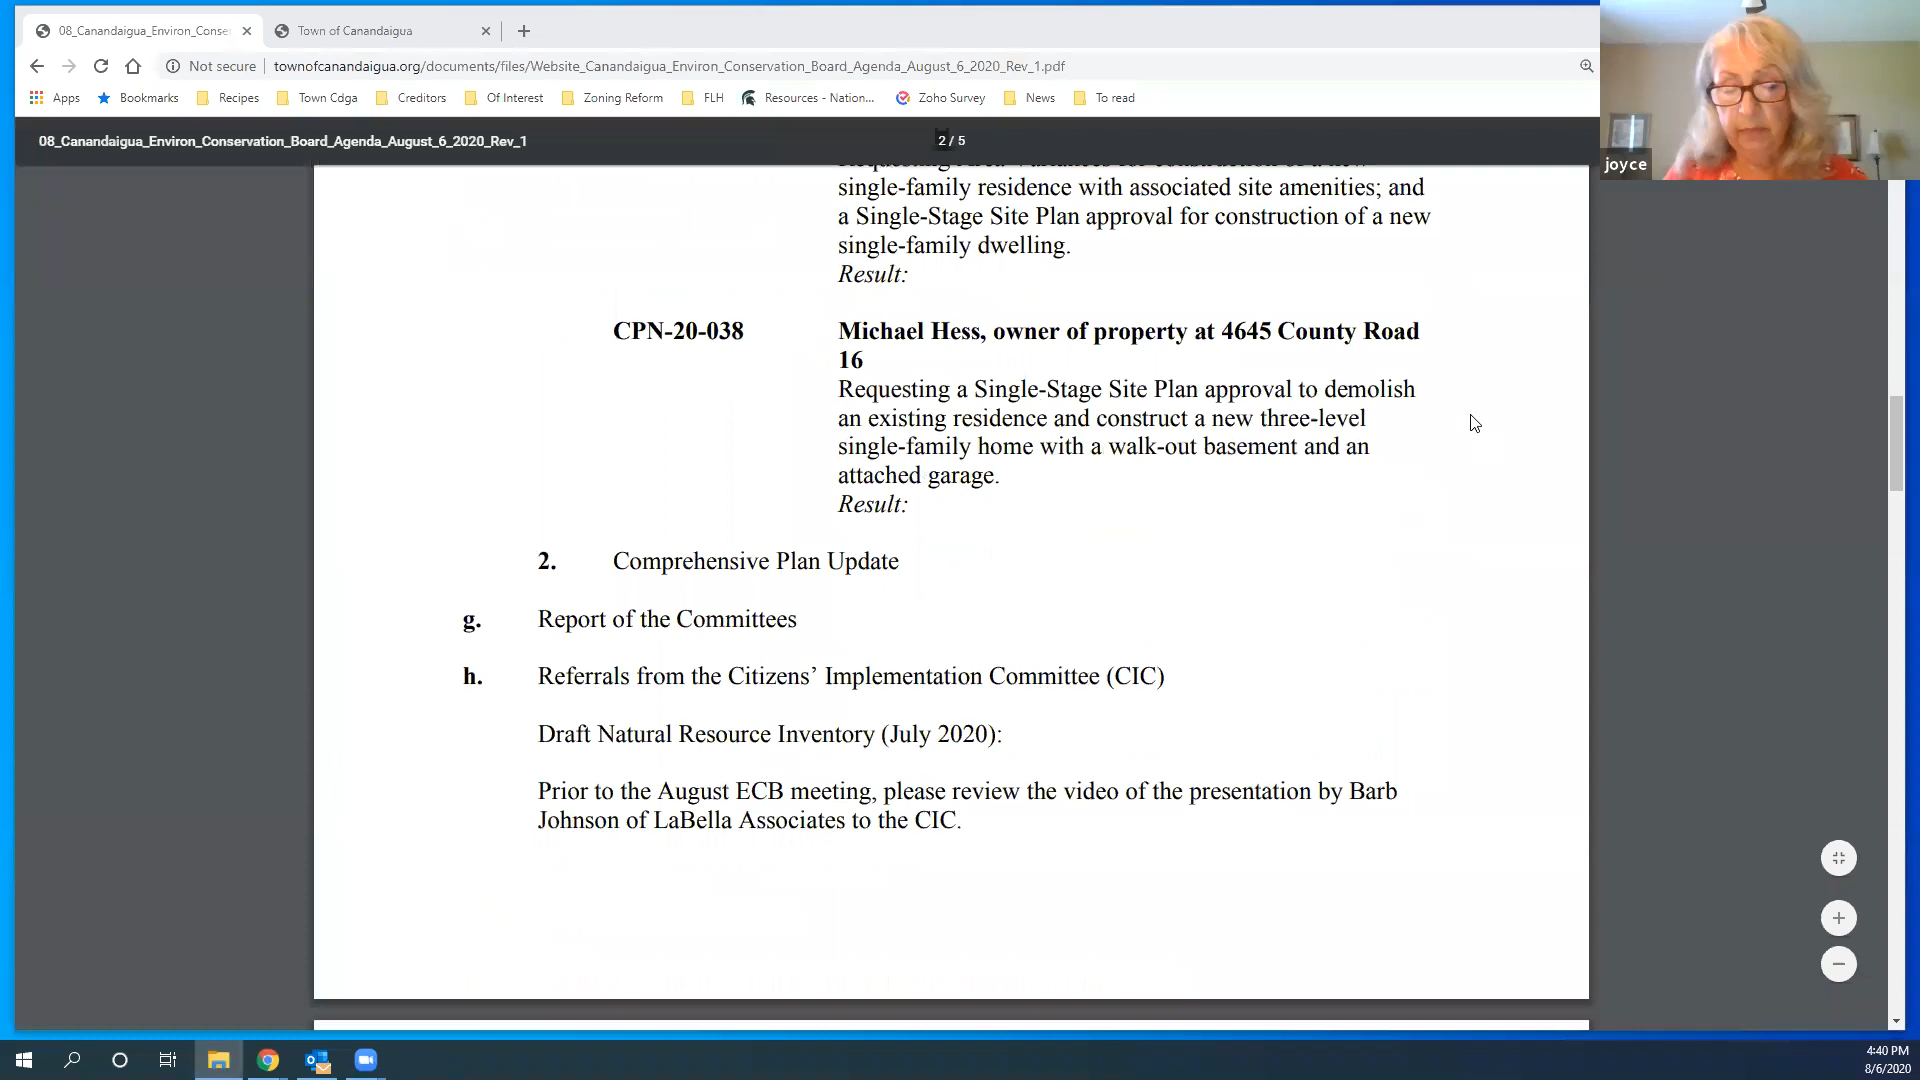 08_Canandaigua_Environ_Conse
Town of Canandaigua
Not secure
townofcanandaigua.org/documents/files/Website_Canandaigua_Environ_Conservation_Board_Agenda_August_6_2020_Rev_1.pdf
Apps
Bookmarks
Recipes
Town Cdga
Creditors
Of Interest
Zoning Reform
FLH
Resources - Nation...
Zoho Survey
News
To read
08_Canandaigua_Environ_Conservation_Board_Agenda_August_6_2020_Rev_1
2 / 5
joyce
Requesting Area Variances for construction of a new
single-family residence with associated site amenities; and
a Single-Stage Site Plan approval for construction of a new
single-family dwelling.
Result:
CPN-20-038 Michael Hess, owner of property at 4645 County Road
16
Requesting a Single-Stage Site Plan approval to demolish
an existing residence and construct a new three-level
single-family home with a walk-out basement and an
attached garage.
Result:
2. Comprehensive Plan Update
g. Report of the Committees
h. Referrals from the Citizens’ Implementation Committee (CIC)
Draft Natural Resource Inventory (July 2020):
Prior to the August ECB meeting, please review the video of the presentation by Barb
Johnson of LaBella Associates to the CIC.
4:40 PM
8/6/2020